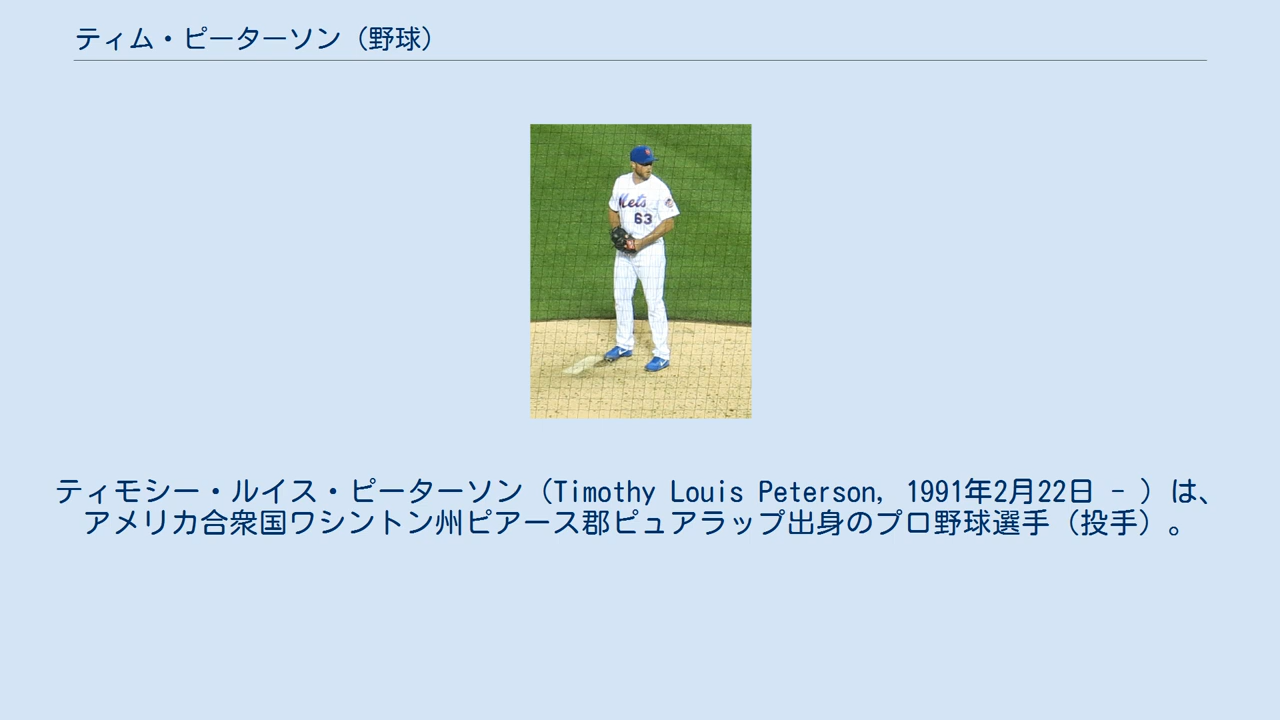 ティム・ピーターソン（野球）
Mets
63
ティモシー・ルイス・ピーターソン（Timothy Louis Peterson, 1991年2月22日 - ）は、
アメリカ合衆国ワシントン州ピアース郡ピュアラップ出身のプロ野球選手（投手）。